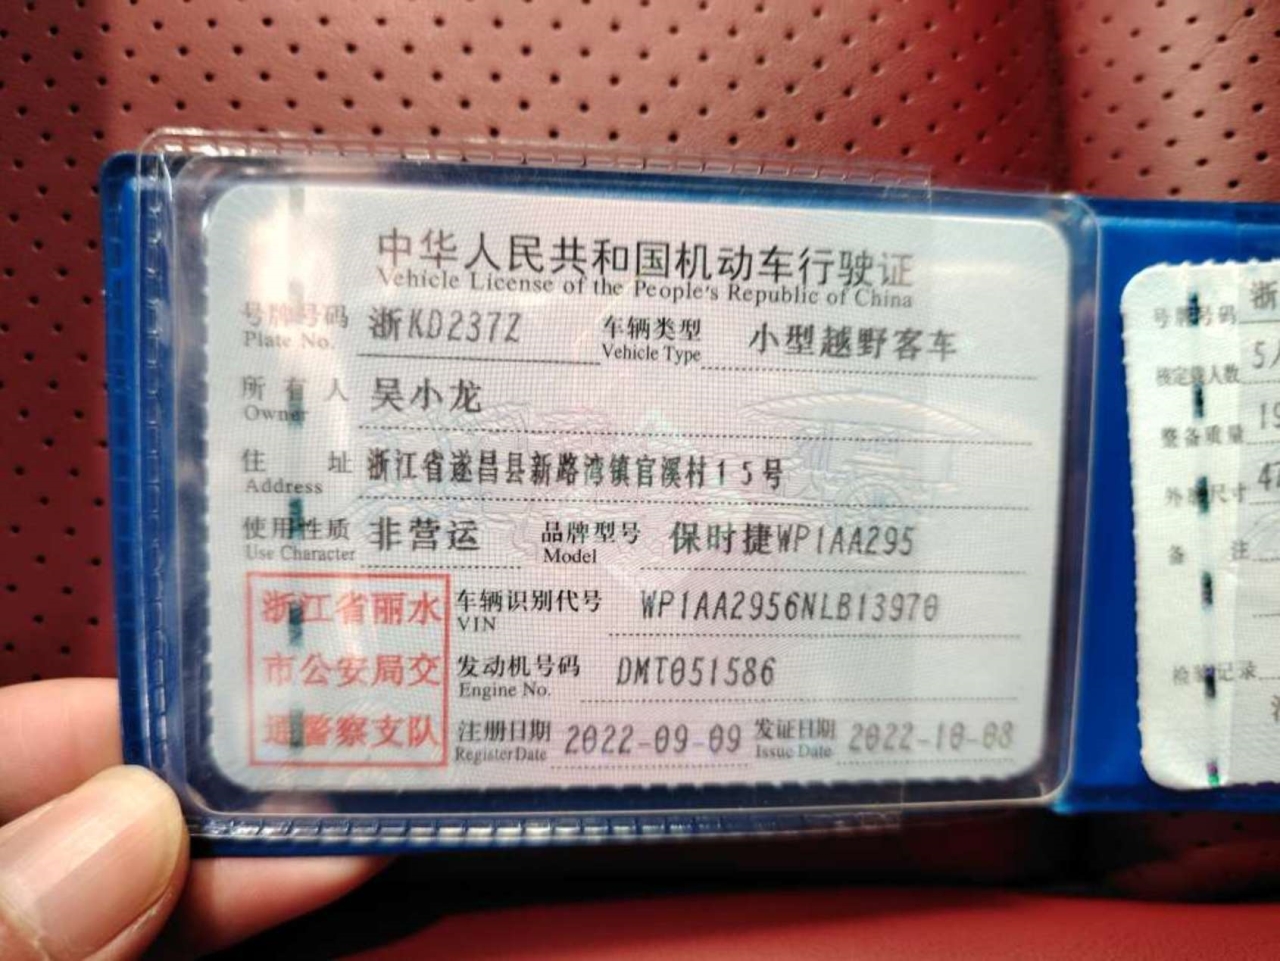 中华人民共和国机动车行驶证
Vehicle License of the People's Republic of China
号牌号码 浙KD237Z 车辆类型 小型越野客车
Plate No. Vehicle Type
所有人 吴小龙
Owner
住址 浙江省遂昌县新路湾镇官溪村15号
Address
使用性质 非营运 品牌型号 保时捷WP1AA295
Use Character Model
浙江省丽水
市公安局交
通警察支队
车辆识别代号 WP1AA2956NLB13970
VIN
发动机号码 DMT051586
Engine No.
注册日期 2022-09-09 发证日期 2022-10-08
Register Date Issue Date
号牌号码 浙
核定载人数 5人
整备质量 19
外廓尺寸 47
备注
检验记录